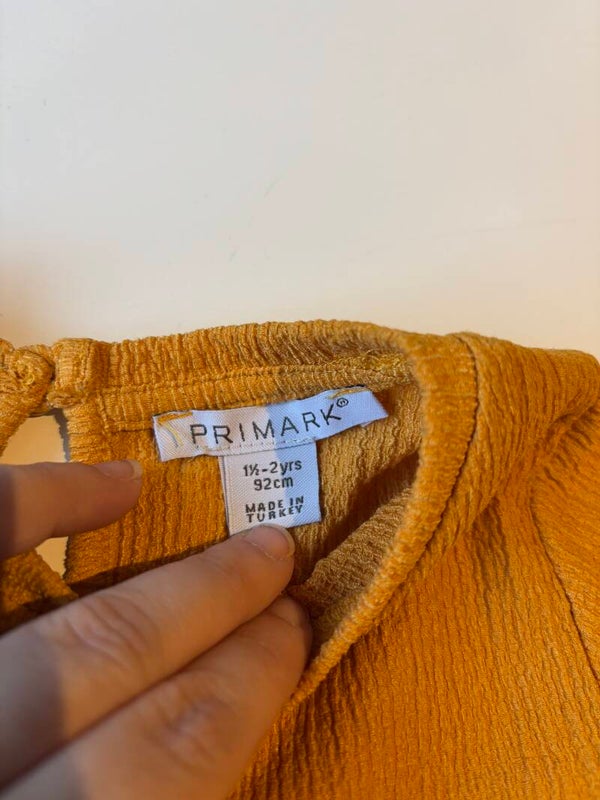 PRIMARK®
1½-2yrs
92cm
MADE IN
TURKEY